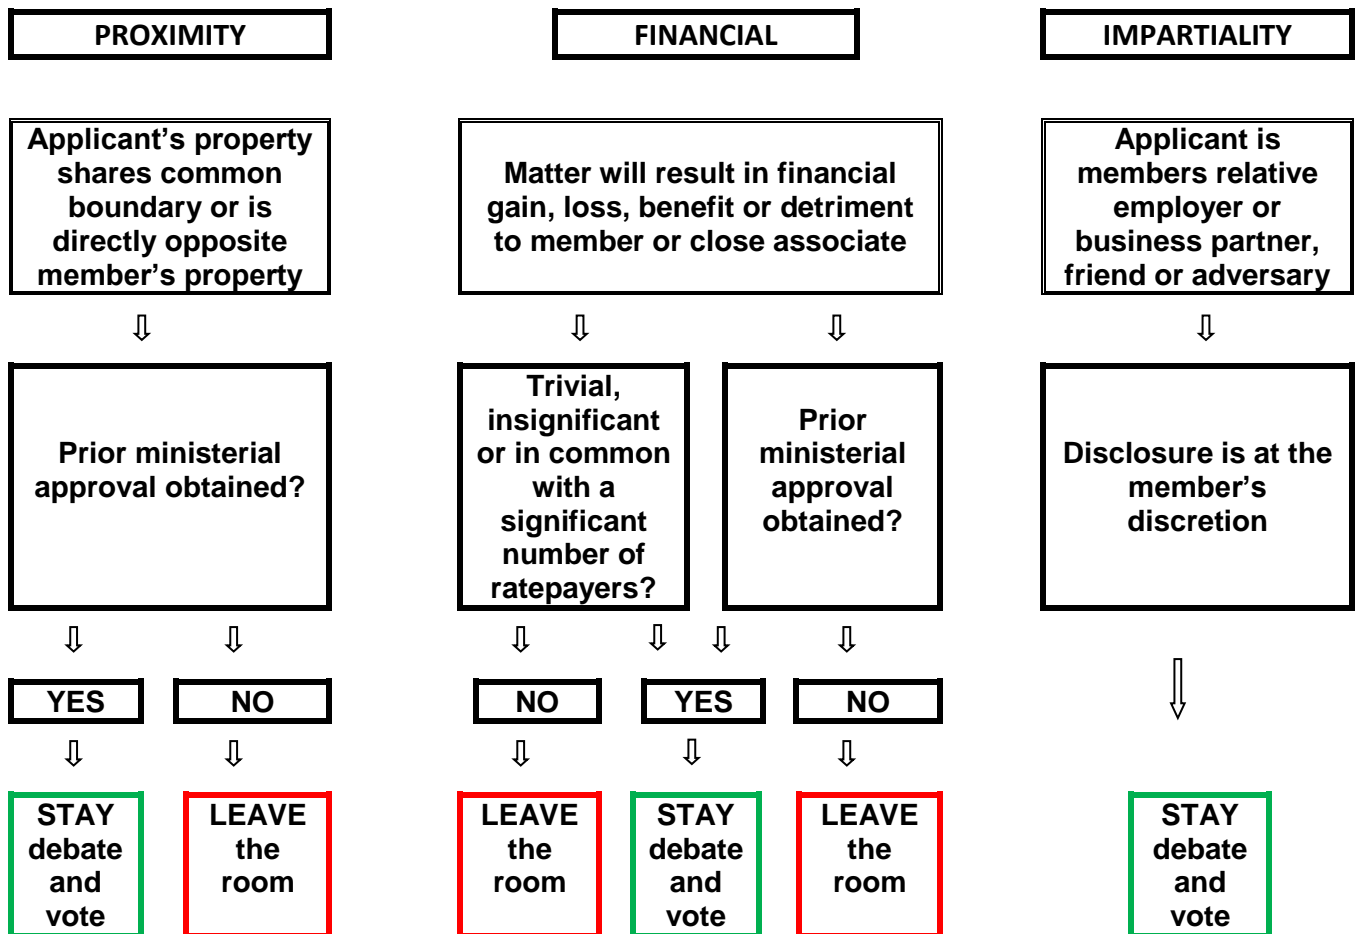 PROXIMITY
FINANCIAL
IMPARTIALITY
Applicant’s property
shares common
boundary or is
directly opposite
member’s property
Matter will result in financial
gain, loss, benefit or detriment
to member or close associate
Applicant is
members relative
employer or
business partner,
friend or adversary
Prior ministerial
approval obtained?
Trivial,
insignificant
or in common
with a
significant
number of
ratepayers?
Prior
ministerial
approval
obtained?
Disclosure is at the
member’s
discretion
YES
NO
NO
YES
NO
STAY
debate
and
vote
LEAVE
the
room
LEAVE
the
room
STAY
debate
and
vote
LEAVE
the
room
STAY
debate
and
vote